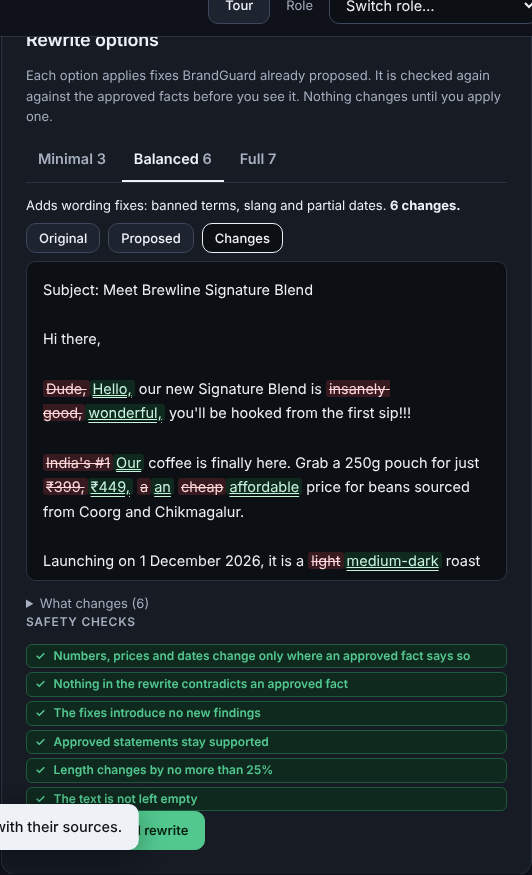 Tour Role Switch role...
Rewrite options
Each option applies fixes BrandGuard already proposed. It is checked again
against the approved facts before you see it. Nothing changes until you apply
one.
Minimal 3 Balanced 6 Full 7
Adds wording fixes: banned terms, slang and partial dates. 6 changes.
Original Proposed Changes
Subject: Meet Brewline Signature Blend
Hi there,
Dude, Hello, our new Signature Blend is insanely
good, wonderful, you'll be hooked from the first sip!!!
India's #1 Our coffee is finally here. Grab a 250g pouch for just
₹399, ₹449, a an cheap affordable price for beans sourced
from Coorg and Chikmagalur.
Launching on 1 December 2026, it is a light medium-dark roast
What changes (6)
SAFETY CHECKS
Numbers, prices and dates change only where an approved fact says so
Nothing in the rewrite contradicts an approved fact
The fixes introduce no new findings
Approved statements stay supported
Length changes by no more than 25%
The text is not left empty
with their sources. rewrite